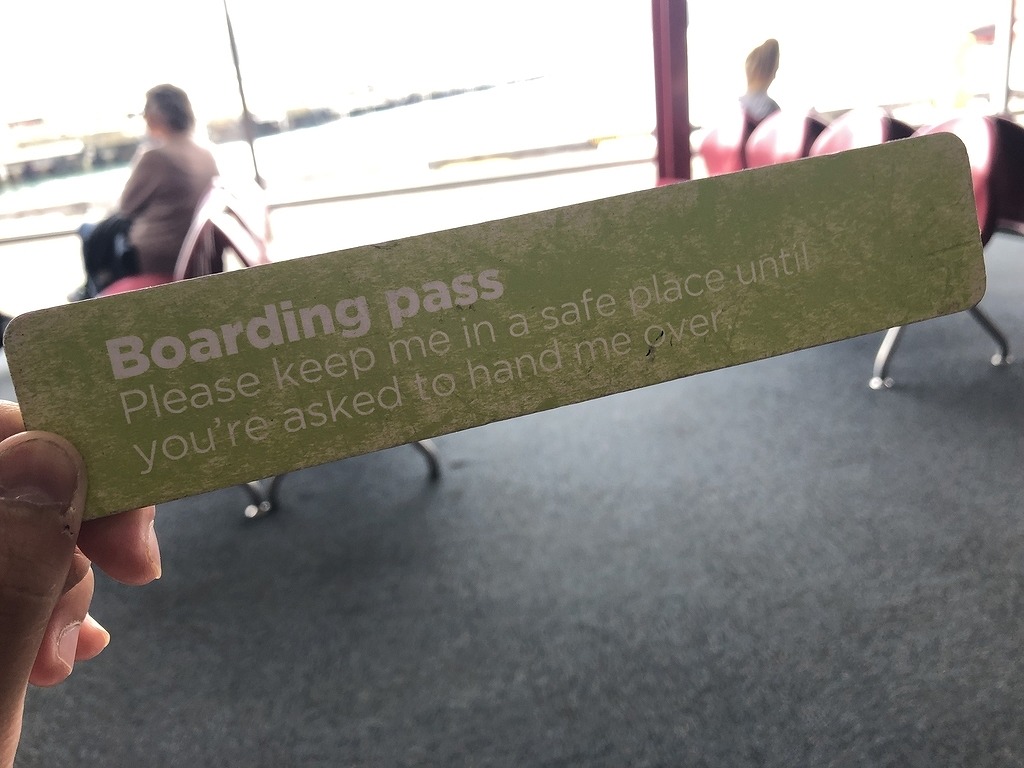 Boarding pass
Please keep me in a safe place until
you're asked to hand me over.